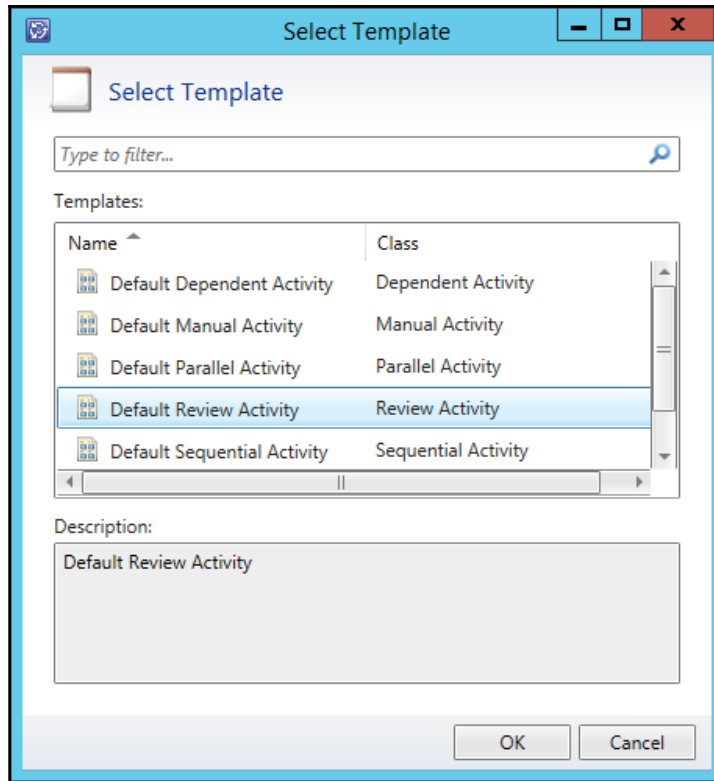 Select Template
Select Template
Type to filter...
Templates:
Name Class
Default Dependent Activity Dependent Activity
Default Manual Activity Manual Activity
Default Parallel Activity Parallel Activity
Default Review Activity Review Activity
Default Sequential Activity Sequential Activity
Description:
Default Review Activity
OK Cancel